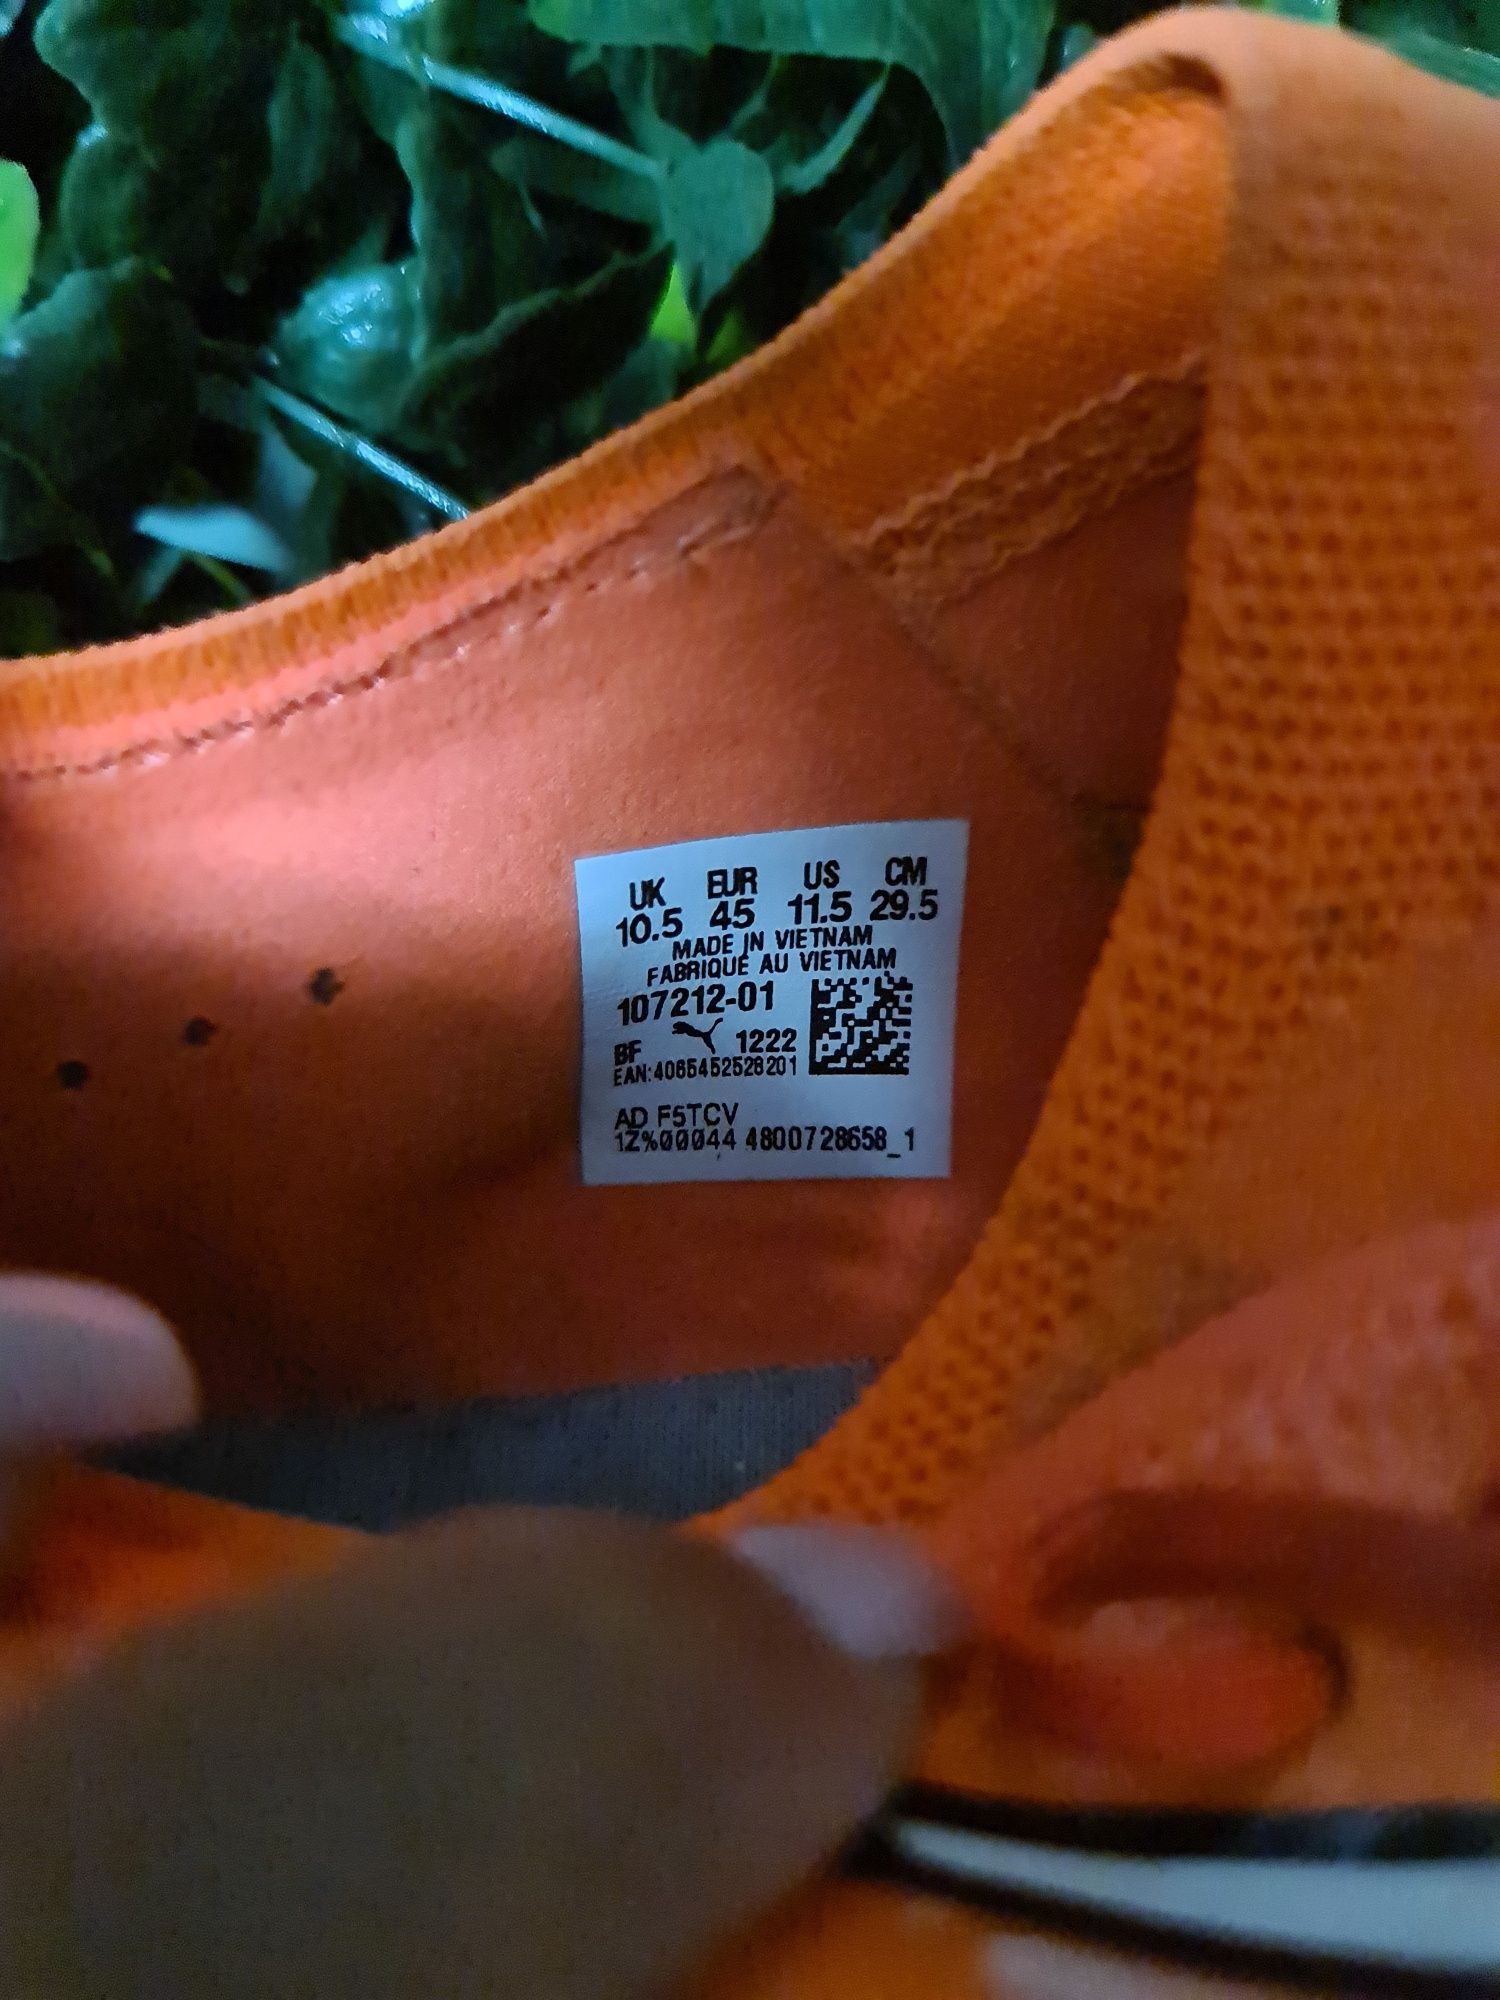 UK EUR US CM
10.5 45 11.5 29.5
MADE IN VIETNAM
FABRIQUÉ AU VIETNAM
107212-01
BF 1222
EAN:4065452528201
AD F5TCV
1Z%00044 4800728658_1